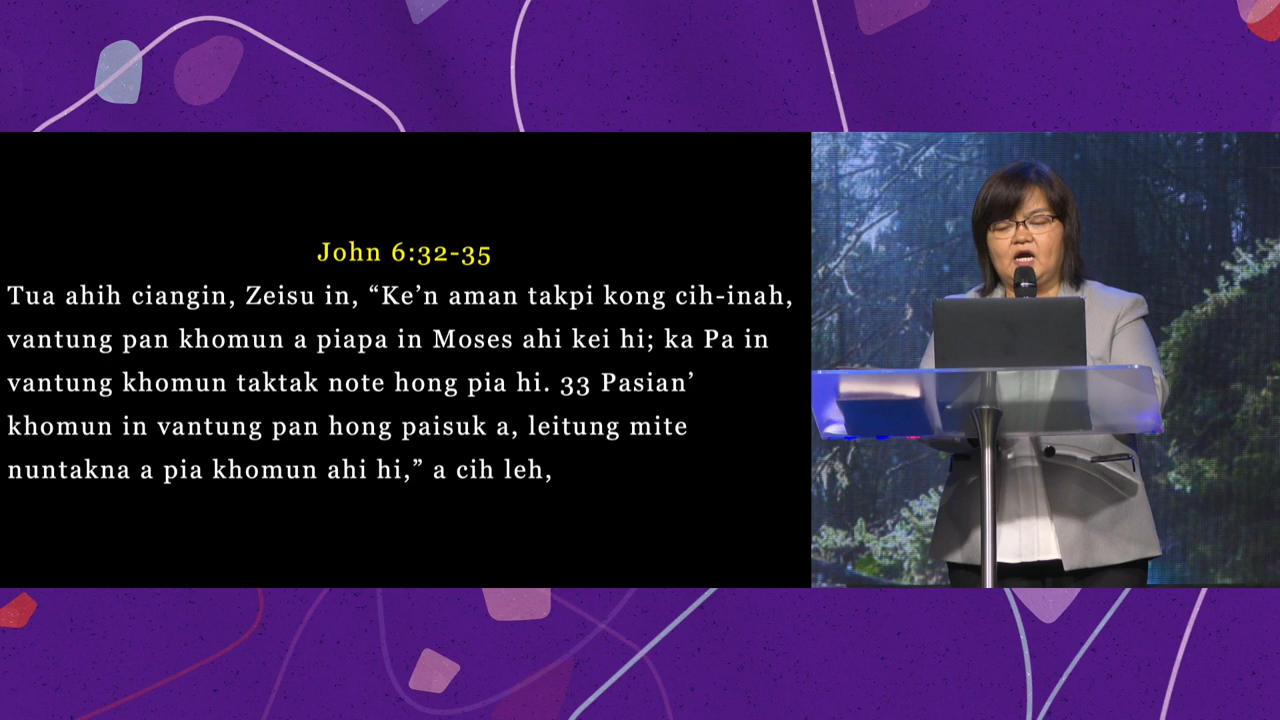 John 6:32-35
Tua ahih ciangin, Zeisu in, “Ke’n aman takpi kong cih-inah,
vantung pan khomun a piapa in Moses ahi kei hi; ka Pa in
vantung khomun taktak note hong pia hi. 33 Pasian’
khomun in vantung pan hong paisuk a, leitung mite
nuntakna a pia khomun ahi hi,” a cih leh,